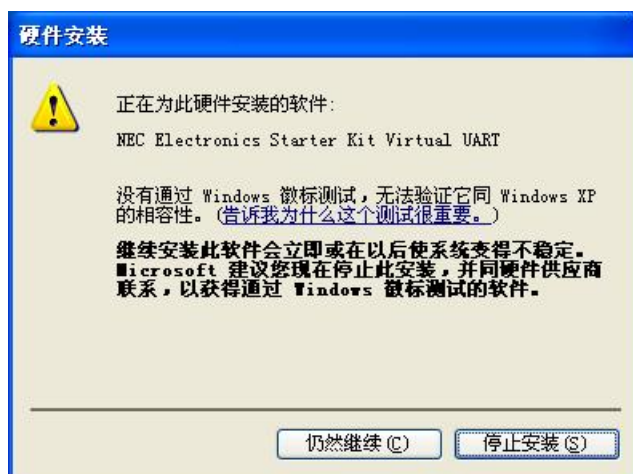 硬件安装
正在为此硬件安装的软件:
NEC Electronics Starter Kit Virtual UART
没有通过 Windows 徽标测试，无法验证它同 Windows XP
的相容性。(告诉我为什么这个测试很重要。)
继续安装此软件会立即或在以后使系统变得不稳定。
Microsoft 建议您现在停止此安装，并同硬件供应商
联系，以获得通过 Windows 徽标测试的软件。
仍然继续(C)
停止安装(S)